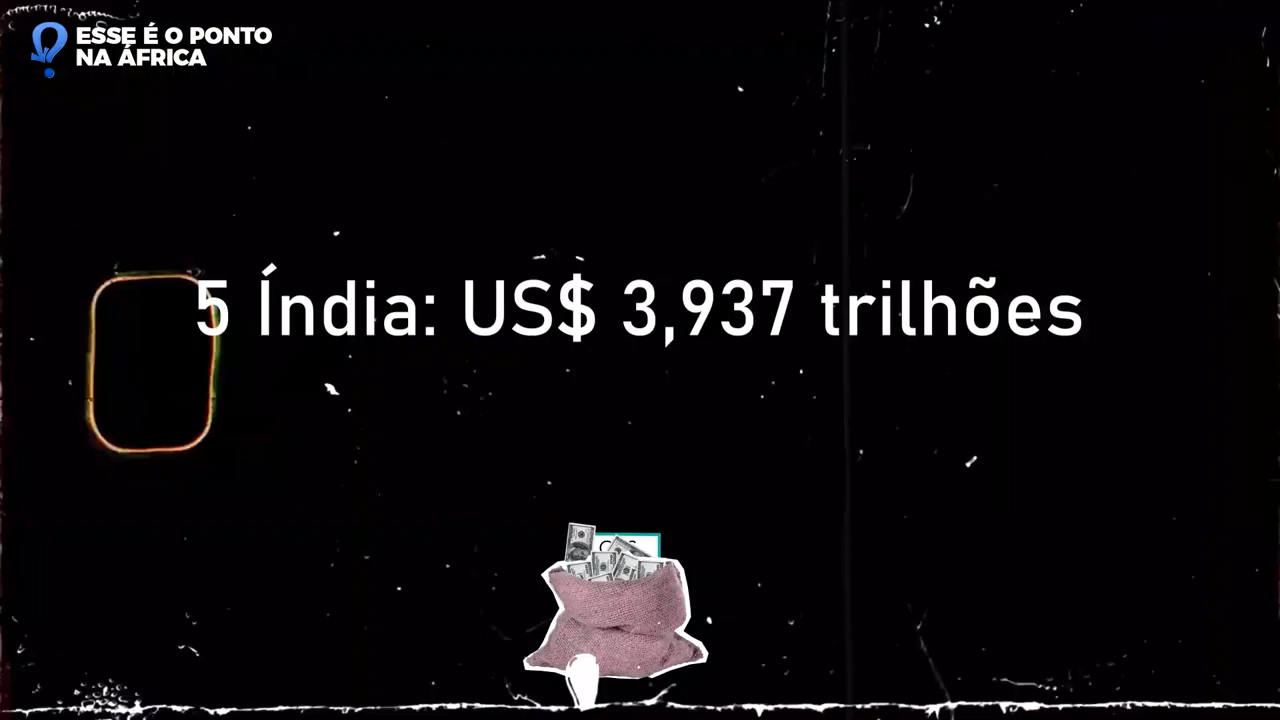 ESSE É O PONTO
NA ÁFRICA
5 Índia: US$ 3,937 trilhões